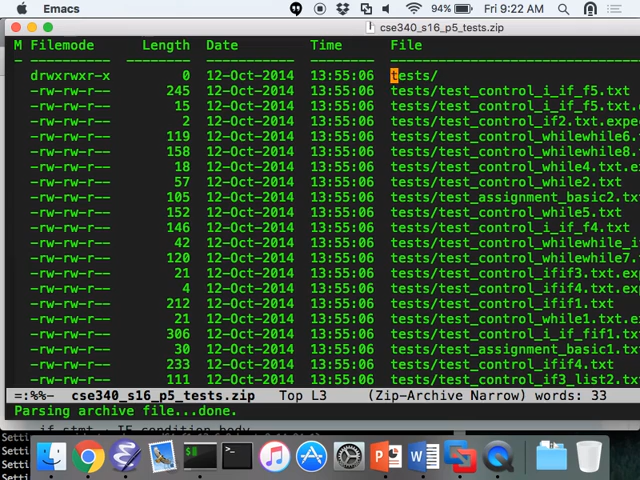 Emacs 94% Fri 9:22 AM
cse340_s16_p5_tests.zip
M Filemode Length Date Time File
- ---------- -------- ----------- --------
drwxrwxr-x 0 12-Oct-2014 13:55:06 tests/
-rw-rw-r-- 245 12-Oct-2014 13:55:06 tests/test_control_i_if_f5.txt
-rw-rw-r-- 15 12-Oct-2014 13:55:06 tests/test_control_i_if_f5.txt.e
-rw-rw-r-- 2 12-Oct-2014 13:55:06 tests/test_control_if2.txt.expe
-rw-rw-r-- 119 12-Oct-2014 13:55:06 tests/test_control_whilewhile6.
-rw-rw-r-- 158 12-Oct-2014 13:55:06 tests/test_control_whilewhile8.
-rw-rw-r-- 18 12-Oct-2014 13:55:06 tests/test_control_while4.txt.e
-rw-rw-r-- 57 12-Oct-2014 13:55:06 tests/test_control_while2.txt
-rw-rw-r-- 105 12-Oct-2014 13:55:06 tests/test_assignment_basic2.tx
-rw-rw-r-- 152 12-Oct-2014 13:55:06 tests/test_control_while5.txt
-rw-rw-r-- 146 12-Oct-2014 13:55:06 tests/test_control_i_if_f4.txt
-rw-rw-r-- 42 12-Oct-2014 13:55:06 tests/test_control_whilewhile_i
-rw-rw-r-- 120 12-Oct-2014 13:55:06 tests/test_control_whilewhile7.
-rw-rw-r-- 21 12-Oct-2014 13:55:06 tests/test_control_ifif3.txt.ex
-rw-rw-r-- 4 12-Oct-2014 13:55:06 tests/test_control_ifif4.txt.ex
-rw-rw-r-- 212 12-Oct-2014 13:55:06 tests/test_control_ifif1.txt
-rw-rw-r-- 21 12-Oct-2014 13:55:06 tests/test_control_while1.txt.e
-rw-rw-r-- 306 12-Oct-2014 13:55:06 tests/test_control_i_if_fif1.tx
-rw-rw-r-- 30 12-Oct-2014 13:55:06 tests/test_assignment_basic1.tx
-rw-rw-r-- 233 12-Oct-2014 13:55:06 tests/test_control_ifif4.txt
-rw-rw-r-- 111 12-Oct-2014 13:55:06 tests/test_control_if3_list2.tx
=:%%- cse340_s16_p5_tests.zip Top L3 (Zip-Archive Narrow) words: 33
Parsing archive file...done.
Setti
Setti
Setti
Setti